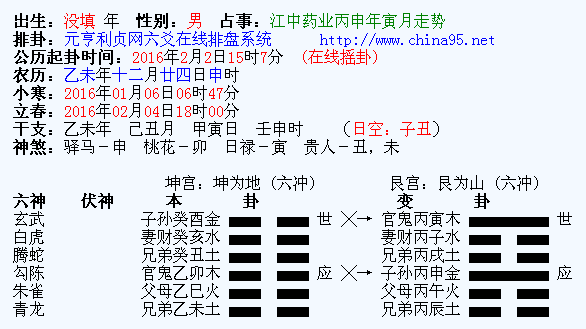 出生：没填 年　性别：男　占事：江中药业丙申年寅月走势
排卦：元亨利贞网六爻在线排盘系统　　http://www.china95.net
公历起卦时间：2016年2月2日15时7分　（在线摇卦）
农历：乙未年十二月廿四日申时
小寒：2016年01月06日06时47分
立春：2016年02月04日18时00分
干支：乙未年　己丑月　甲寅日　壬申时　　（日空：子丑）
神煞：驿马－申　桃花－卯　日禄－寅　贵人－丑，未
坤宫：坤为地（六冲）　　艮宫：艮为山（六冲）
六神　　伏神　　本　　卦　　变　　卦
玄武　　子孙癸酉金　世　╳→　官鬼丙寅木　世
白虎　　妻财癸亥水　妻财丙子水
腾蛇　　兄弟癸丑土　兄弟丙戌土
勾陈　　官鬼乙卯木　应　╳→　子孙丙申金　应
朱雀　　父母乙巳火　父母丙午火
青龙　　兄弟乙未土　兄弟丙辰土